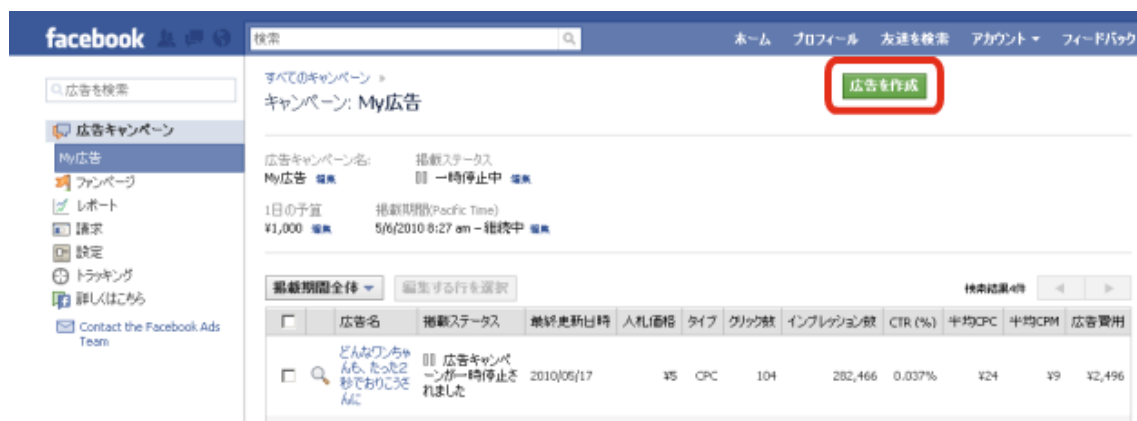 facebook
検索
ホーム プロフィール 友達を検索 アカウント フィードバック
広告を検索
すべてのキャンペーン
広告を作成
キャンペーン: My広告
広告キャンペーン
My広告
ファンページ
レポート
請求
設定
トラッキング
詳しくはこちら
Contact the Facebook Ads
Team
広告キャンペーン名: 掲載ステータス
My広告 編集 一時停止中 編集
1日の予算 掲載期間(Pacific Time)
¥1,000 編集 5/6/2010 8:27 am – 継続中 編集
掲載期間全体 編集する行を選択 検索結果4件
広告名 掲載ステータス 最終更新日時 入札価格 タイプ クリック数 インプレッション数 CTR (%) 平均CPC 平均CPM 広告費用
どんなワンちゃ
んも、たった2
秒でおりこうさ
んに
広告キャンペ
ーンが一時停止さ
れました
2010/05/17 ¥5 CPC 104 282,466 0.037% ¥24 ¥9 ¥2,496